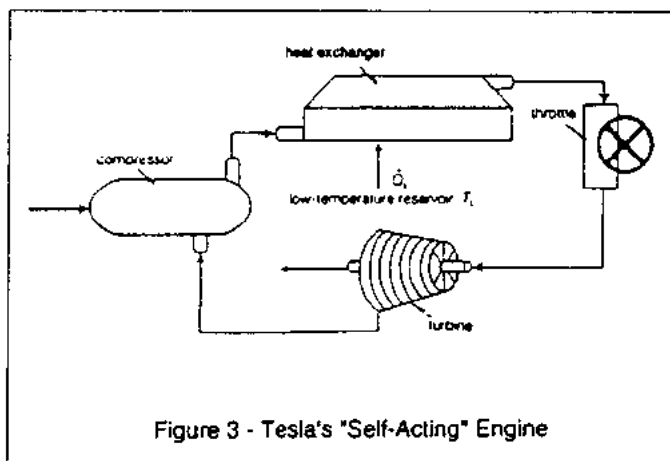 heat exchanger
throttle
compressor
Q̇L
low-temperature reservoir TL
turbine
Figure 3 - Tesla's "Self-Acting" Engine